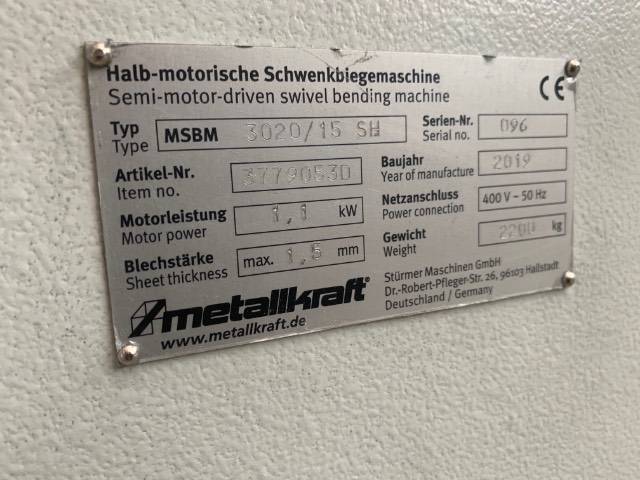 Halb-motorische Schwenkbiegemaschine
Semi-motor-driven swivel bending machine
CE
Typ
Type
MSBM 3020/15 SH
Serien-Nr.
Serial no.
096
Artikel-Nr.
Item no.
3779053D
Baujahr
Year of manufacture
2019
Motorleistung
Motor power
1,1 kW
Netzanschluss
Power connection
400 V – 50 Hz
Blechstärke
Sheet thickness
max. 1,5 mm
Gewicht
Weight
2200 kg
metallkraft®
www.metallkraft.de
Stürmer Maschinen GmbH
Dr.-Robert-Pfleger-Str. 26, 96103 Hallstadt
Deutschland / Germany